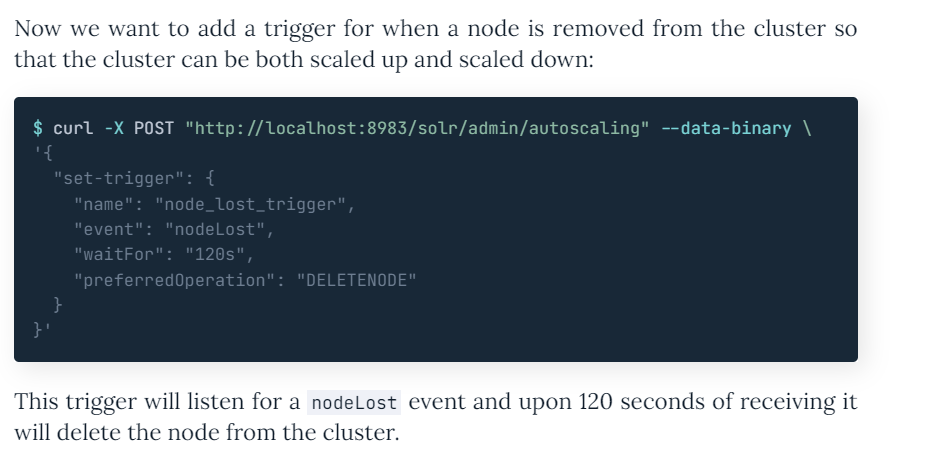 Now we want to add a trigger for when a node is removed from the cluster so
that the cluster can be both scaled up and scaled down:
$ curl -X POST "http://localhost:8983/solr/admin/autoscaling" --data-binary \
'{
  "set-trigger": {
    "name": "node_lost_trigger",
    "event": "nodeLost",
    "waitFor": "120s",
    "preferredOperation": "DELETENODE"
  }
}'
This trigger will listen for a nodeLost event and upon 120 seconds of receiving it
will delete the node from the cluster.